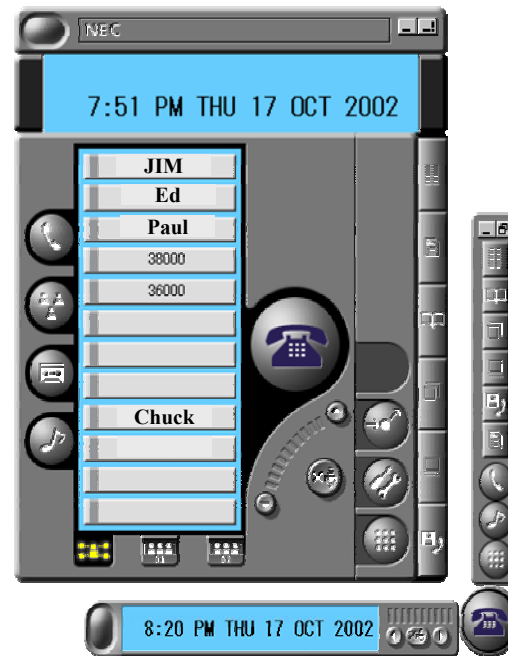 NEC
7:51 PM THU 17 OCT 2002
JIM
Ed
Paul
38000
36000
Chuck
8:20 PM THU 17 OCT 2002